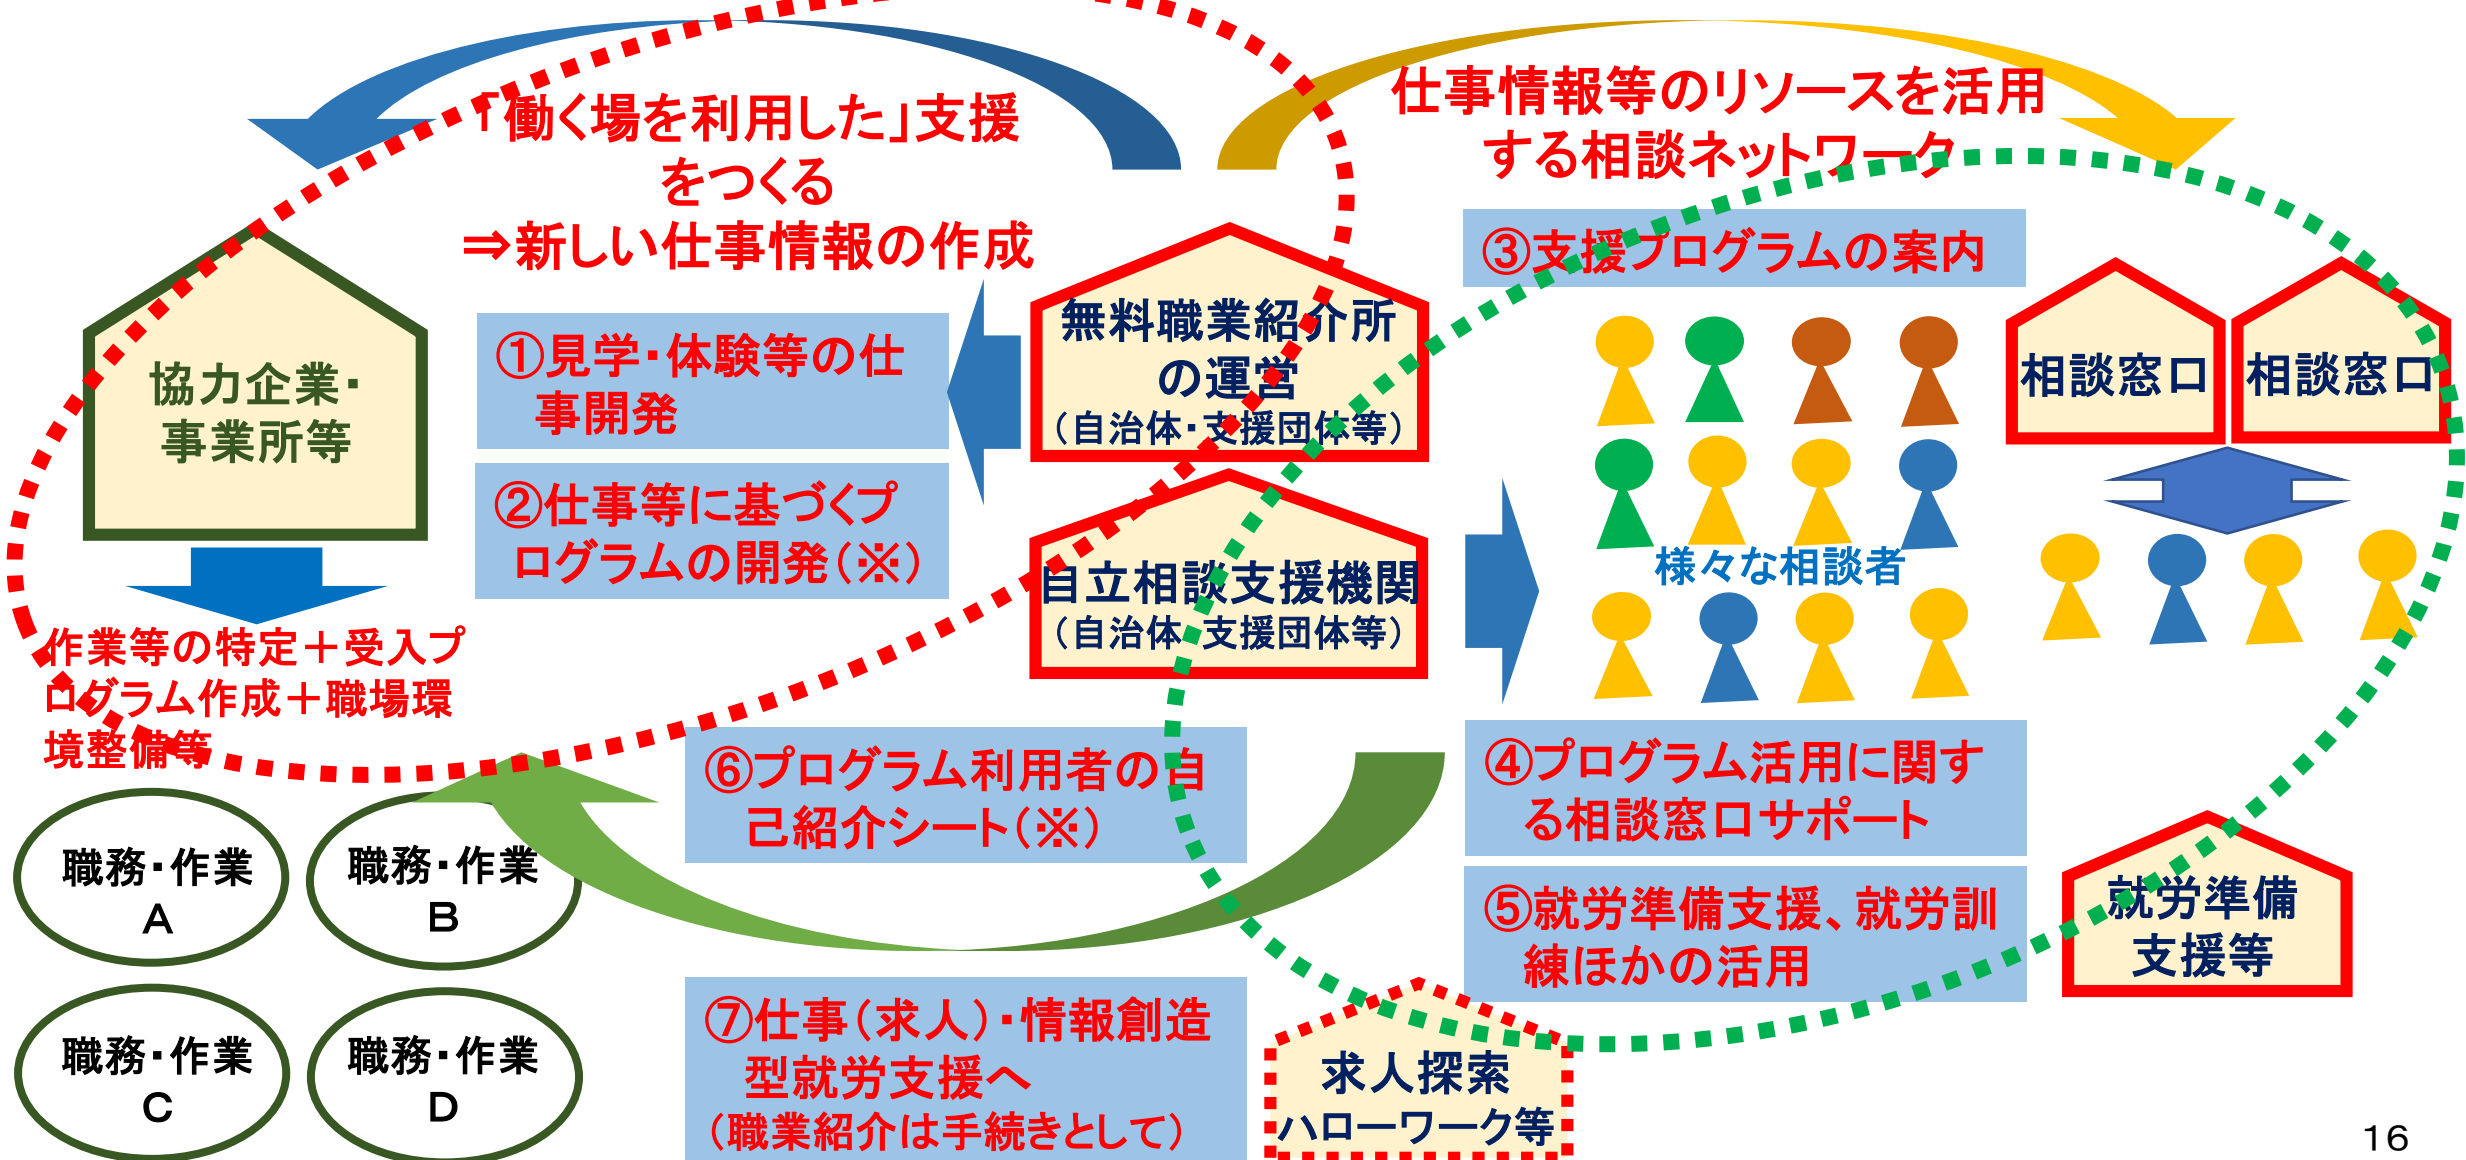 「働く場を利用した」支援
をつくる
⇒新しい仕事情報の作成
仕事情報等のリソースを活用
する相談ネットワーク
③支援プログラムの案内
協力企業・
事業所等
①見学・体験等の仕
事開発
②仕事等に基づくプ
ログラムの開発(※)
無料職業紹介所
の運営
(自治体・支援団体等)
自立相談支援機関
(自治体・支援団体等)
相談窓口
相談窓口
様々な相談者
作業等の特定＋受入プ
ログラム作成＋職場環
境整備等
⑥プログラム利用者の自
己紹介シート(※)
④プログラム活用に関す
る相談窓口サポート
⑤就労準備支援、就労訓
練ほかの活用
就労準備
支援等
職務・作業
A
職務・作業
B
職務・作業
C
職務・作業
D
⑦仕事(求人)・情報創造
型就労支援へ
(職業紹介は手続きとして)
求人探索
ハローワーク等
16